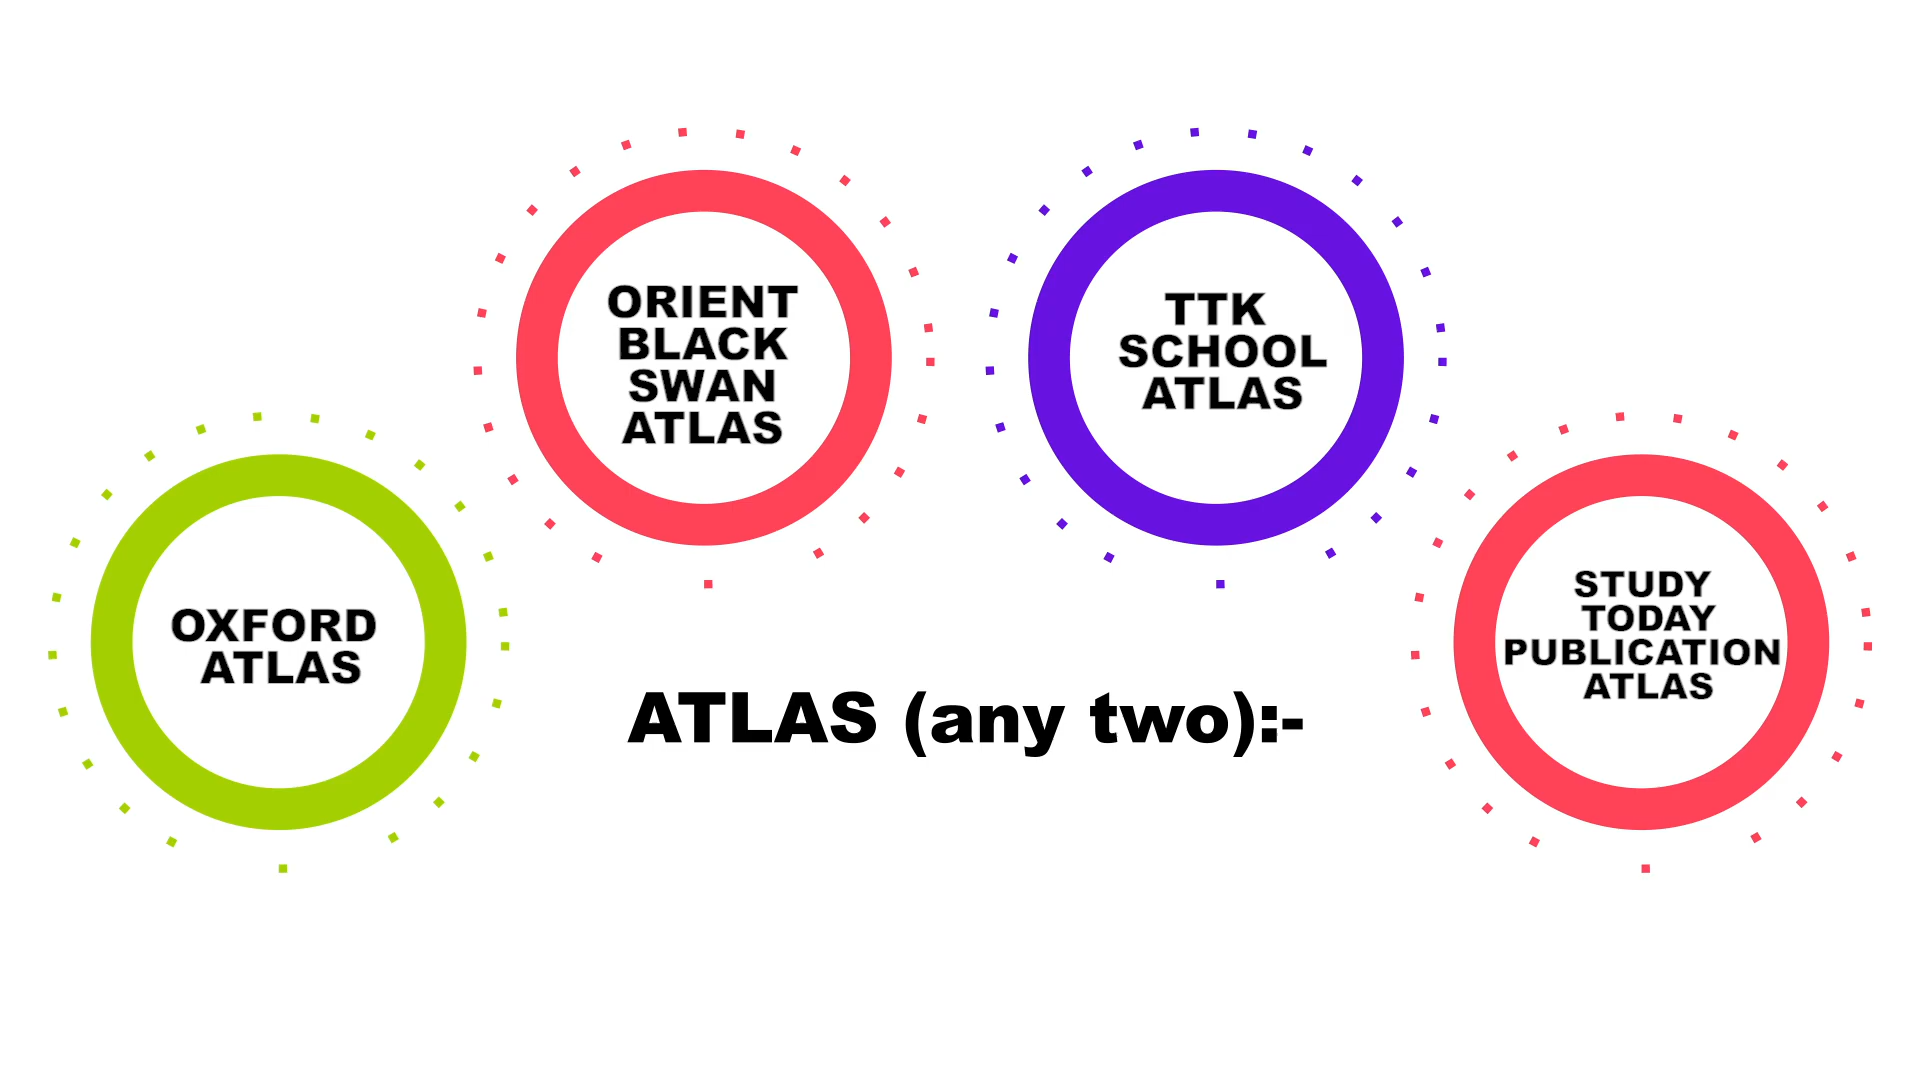 OXFORD
ATLAS
ORIENT
BLACK
SWAN
ATLAS
TTK
SCHOOL
ATLAS
STUDY
TODAY
PUBLICATION
ATLAS
ATLAS (any two):-